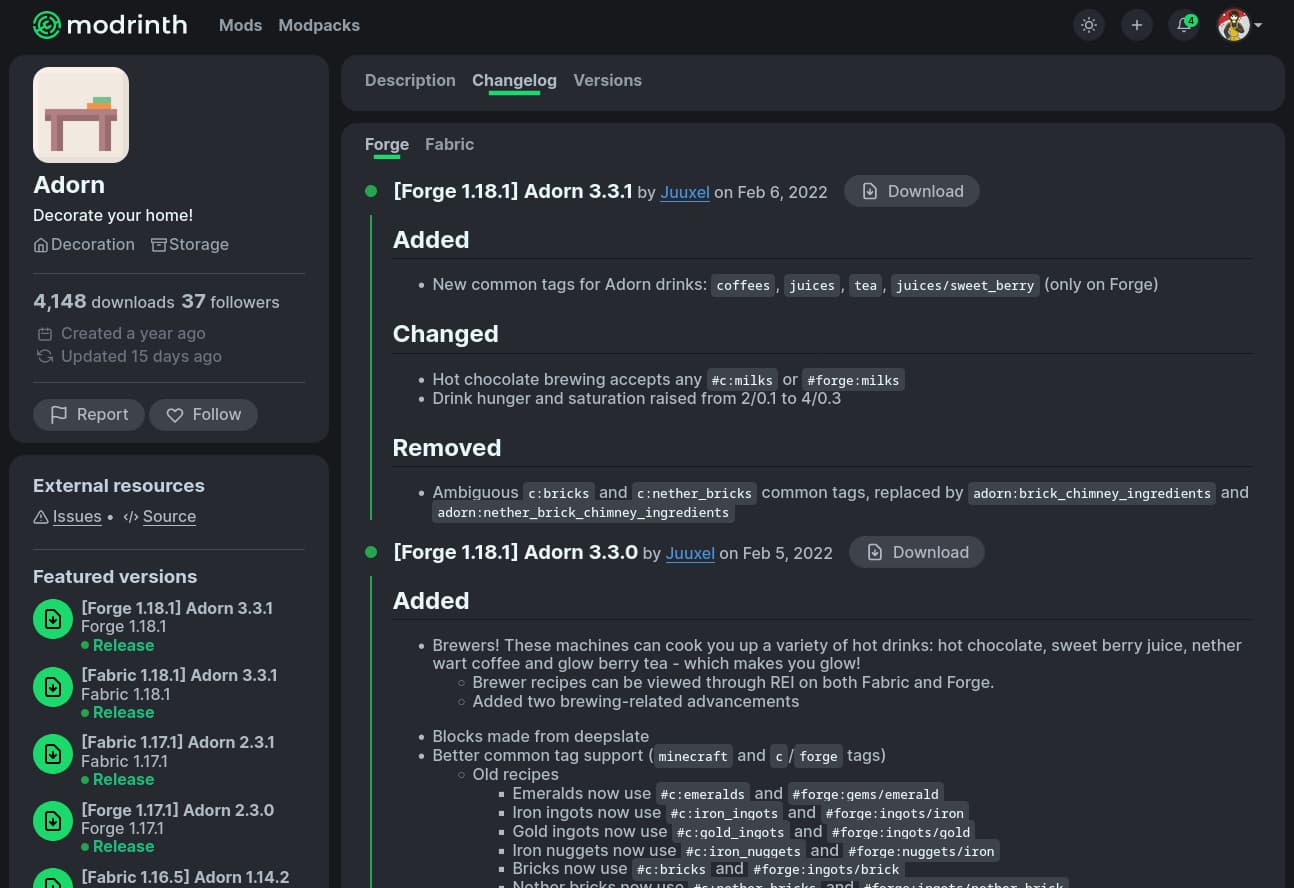 modrinth
Mods Modpacks
4
Adorn
Decorate your home!
Decoration Storage
4,148 downloads 37 followers
Created a year ago
Updated 15 days ago
Report Follow
External resources
Issues • Source
Featured versions
[Forge 1.18.1] Adorn 3.3.1
Forge 1.18.1
Release
[Fabric 1.18.1] Adorn 3.3.1
Fabric 1.18.1
Release
[Fabric 1.17.1] Adorn 2.3.1
Fabric 1.17.1
Release
[Forge 1.17.1] Adorn 2.3.0
Forge 1.17.1
Release
[Fabric 1.16.5] Adorn 1.14.2
Description Changelog Versions
Forge Fabric
[Forge 1.18.1] Adorn 3.3.1 by Juuxel on Feb 6, 2022 Download
Added
• New common tags for Adorn drinks: coffees, juices, tea, juices/sweet_berry (only on Forge)
Changed
• Hot chocolate brewing accepts any #c:milks or #forge:milks
• Drink hunger and saturation raised from 2/0.1 to 4/0.3
Removed
• Ambiguous c:bricks and c:nether_bricks common tags, replaced by adorn:brick_chimney_ingredients and
adorn:nether_brick_chimney_ingredients
[Forge 1.18.1] Adorn 3.3.0 by Juuxel on Feb 5, 2022 Download
Added
• Brewers! These machines can cook you up a variety of hot drinks: hot chocolate, sweet berry juice, nether
wart coffee and glow berry tea - which makes you glow!
◦ Brewer recipes can be viewed through REI on both Fabric and Forge.
◦ Added two brewing-related advancements
• Blocks made from deepslate
• Better common tag support (minecraft and c/forge tags)
◦ Old recipes
▪ Emeralds now use #c:emeralds and #forge:gems/emerald
▪ Iron ingots now use #c:iron_ingots and #forge:ingots/iron
▪ Gold ingots now use #c:gold_ingots and #forge:ingots/gold
▪ Iron nuggets now use #c:iron_nuggets and #forge:nuggets/iron
▪ Bricks now use #c:bricks and #forge:ingots/brick
▪ Nether bricks now use #c:nether_bricks and #forge:ingots/nether_brick